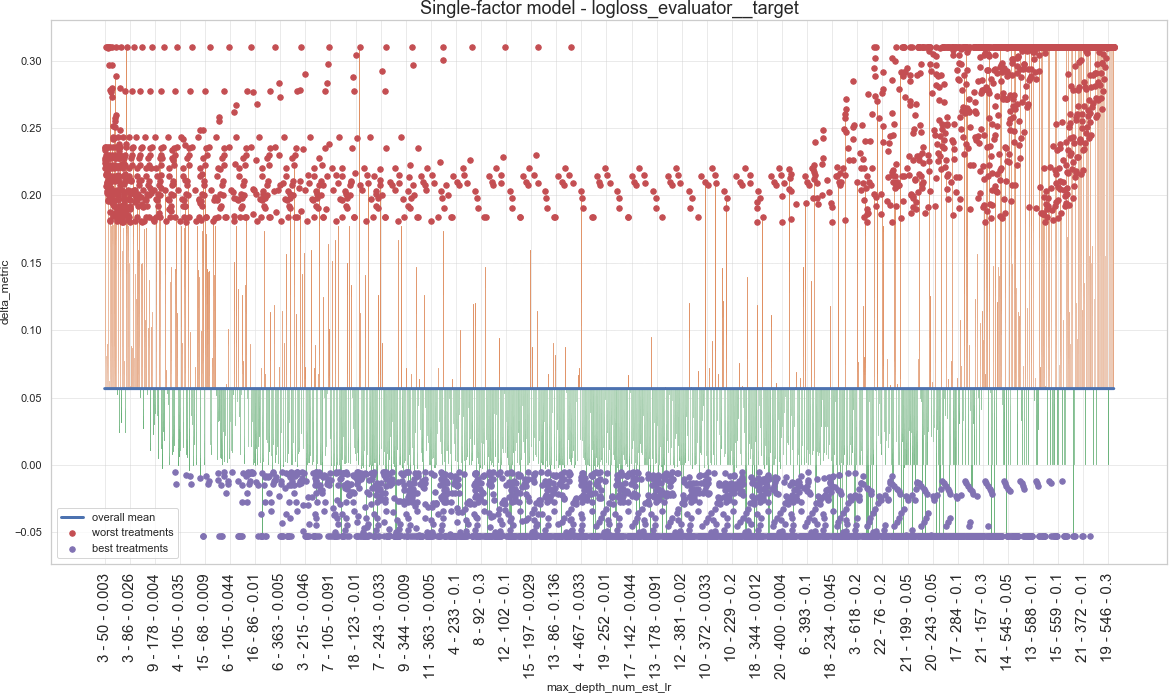 Single-factor model - logloss_evaluator__target
delta_metric
0.30
0.25
0.20
0.15
0.10
0.05
0.00
−0.05
overall mean
worst treatments
best treatments
3 - 50 - 0.003
3 - 86 - 0.026
9 - 178 - 0.004
4 - 105 - 0.035
15 - 68 - 0.009
6 - 105 - 0.044
16 - 86 - 0.01
6 - 363 - 0.005
3 - 215 - 0.046
7 - 105 - 0.091
18 - 123 - 0.01
7 - 243 - 0.033
9 - 344 - 0.009
11 - 363 - 0.005
4 - 233 - 0.1
8 - 92 - 0.3
12 - 102 - 0.1
15 - 197 - 0.029
13 - 86 - 0.136
4 - 467 - 0.033
19 - 252 - 0.01
17 - 142 - 0.044
13 - 178 - 0.091
12 - 381 - 0.02
10 - 372 - 0.033
10 - 229 - 0.2
18 - 344 - 0.012
20 - 400 - 0.004
6 - 393 - 0.1
18 - 234 - 0.045
3 - 618 - 0.2
22 - 76 - 0.2
21 - 199 - 0.05
20 - 243 - 0.05
17 - 284 - 0.1
21 - 157 - 0.3
14 - 545 - 0.05
13 - 588 - 0.1
15 - 559 - 0.1
21 - 372 - 0.1
19 - 546 - 0.3
max_depth_num_est_lr